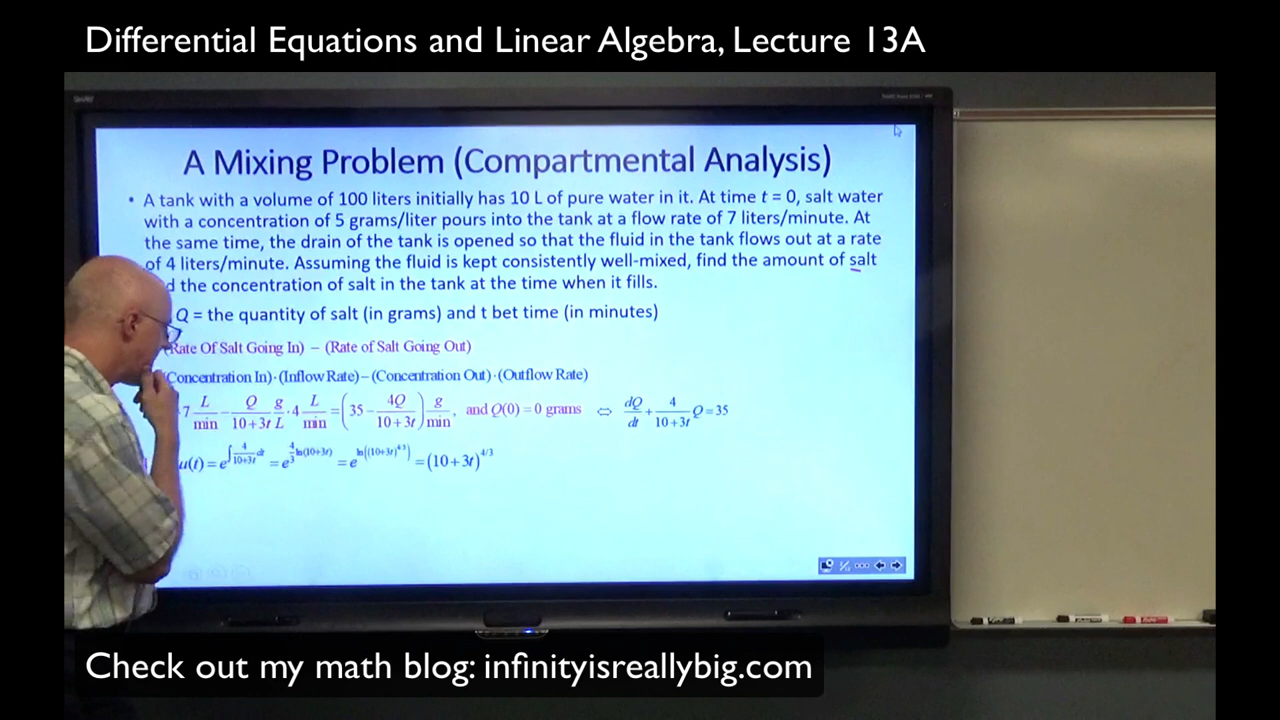 Differential Equations and Linear Algebra, Lecture 13A
A Mixing Problem (Compartmental Analysis)
• A tank with a volume of 100 liters initially has 10 L of pure water in it. At time t = 0, salt water
with a concentration of 5 grams/liter pours into the tank at a flow rate of 7 liters/minute. At
the same time, the drain of the tank is opened so that the fluid in the tank flows out at a rate
of 4 liters/minute. Assuming the fluid is kept consistently well-mixed, find the amount of salt
d the concentration of salt in the tank at the time when it fills.
Q = the quantity of salt (in grams) and t bet time (in minutes)
(Rate Of Salt Going In) − (Rate of Salt Going Out)
(Concentration In)·(Inflow Rate)−(Concentration Out)·(Outflow Rate)
7 L/min − Q/(10+3t) g/L · 4 L/min = (35 − 4Q/(10+3t)) g/min, and Q(0) = 0 grams ⇔ dQ/dt + 4/(10+3t) Q = 35
u(t) = e^(∫ 4/(10+3t) dt) = e^(4/3 ln(10+3t)) = e^(ln((10+3t)^(4/3))) = (10+3t)^(4/3)
Check out my math blog: infinityisreallybig.com